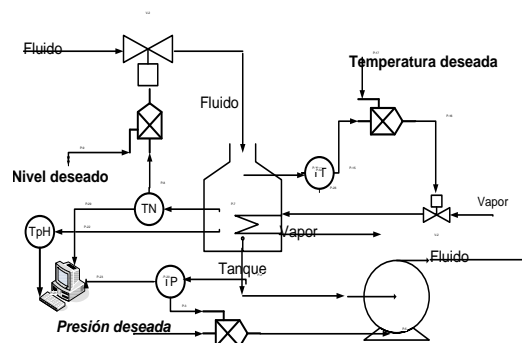 Fluido
Temperatura deseada
Fluido
TT
Nivel deseado
TN
Vapor
TpH
Vapor
Fluido
Tanque
TP
Presión deseada